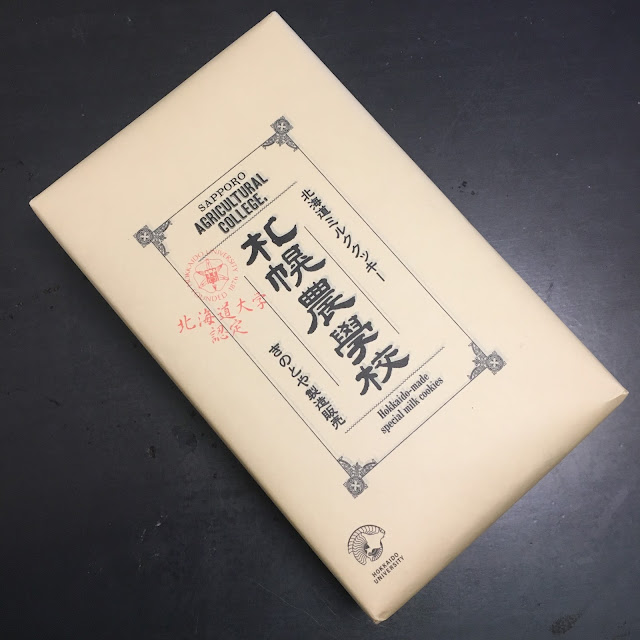 SAPPORO
AGRICULTURAL
COLLEGE.
北海道ミルククッキー
札幌農學校
きのとや製造販売
北海道大学
認定
Hokkaido-made
special milk cookies
HOKKAIDO
UNIVERSITY